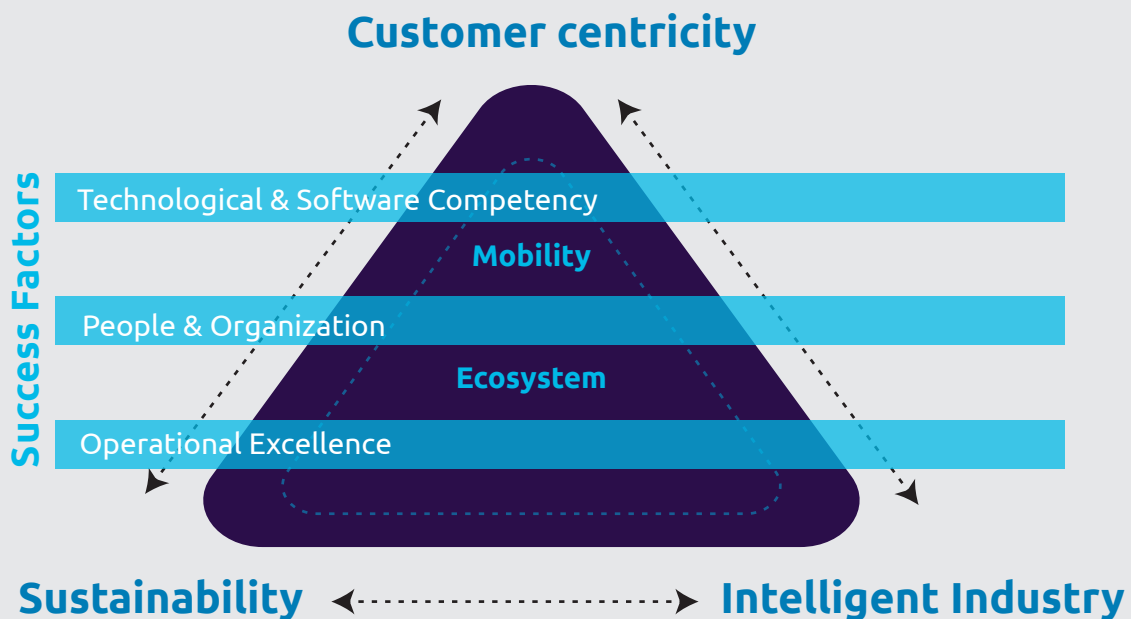 Customer centricity
Success Factors
Technological & Software Competency
Mobility
People & Organization
Ecosystem
Operational Excellence
Sustainability
Intelligent Industry